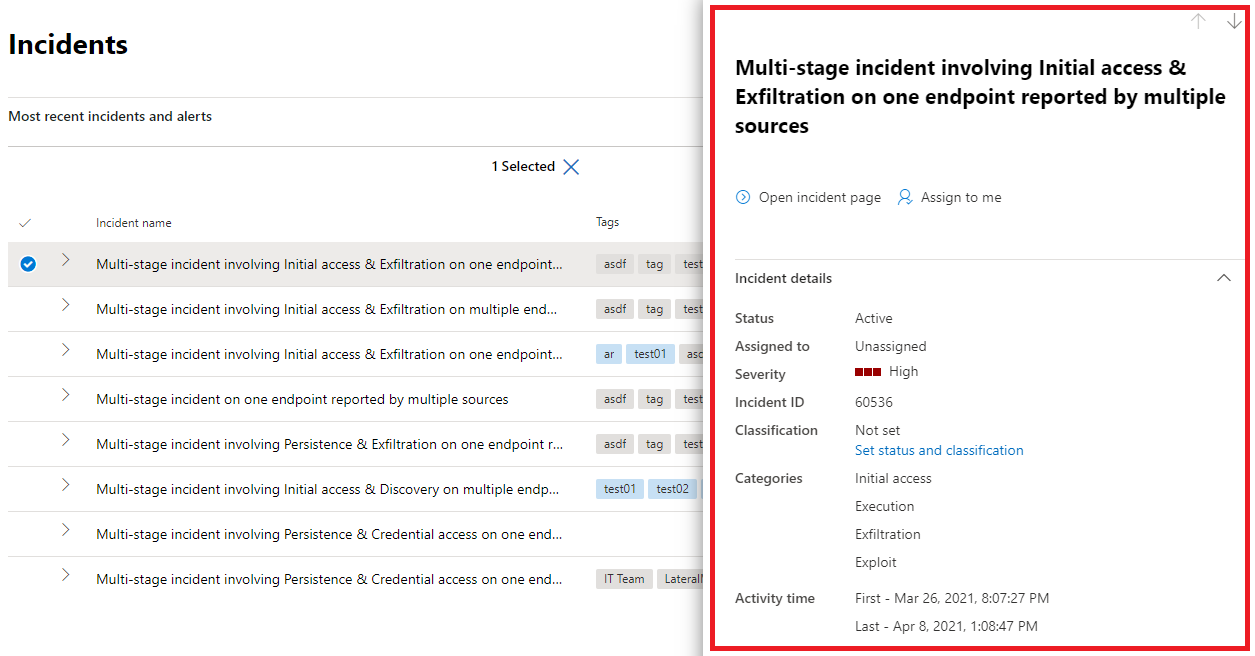 Incidents
Most recent incidents and alerts
1 Selected
Incident name Tags
Multi-stage incident involving Initial access & Exfiltration on one endpoint... asdf tag test
Multi-stage incident involving Initial access & Exfiltration on multiple end... asdf tag test
Multi-stage incident involving Initial access & Exfiltration on one endpoint... ar test01 asd
Multi-stage incident on one endpoint reported by multiple sources asdf tag test
Multi-stage incident involving Persistence & Exfiltration on one endpoint r... asdf tag test
Multi-stage incident involving Initial access & Discovery on multiple endp... test01 test02
Multi-stage incident involving Persistence & Credential access on one end...
Multi-stage incident involving Persistence & Credential access on one end... IT Team LateralM
Multi-stage incident involving Initial access &
Exfiltration on one endpoint reported by multiple
sources
Open incident page Assign to me
Incident details
Status Active
Assigned to Unassigned
Severity High
Incident ID 60536
Classification Not set
Set status and classification
Categories Initial access
Execution
Exfiltration
Exploit
Activity time First - Mar 26, 2021, 8:07:27 PM
Last - Apr 8, 2021, 1:08:47 PM